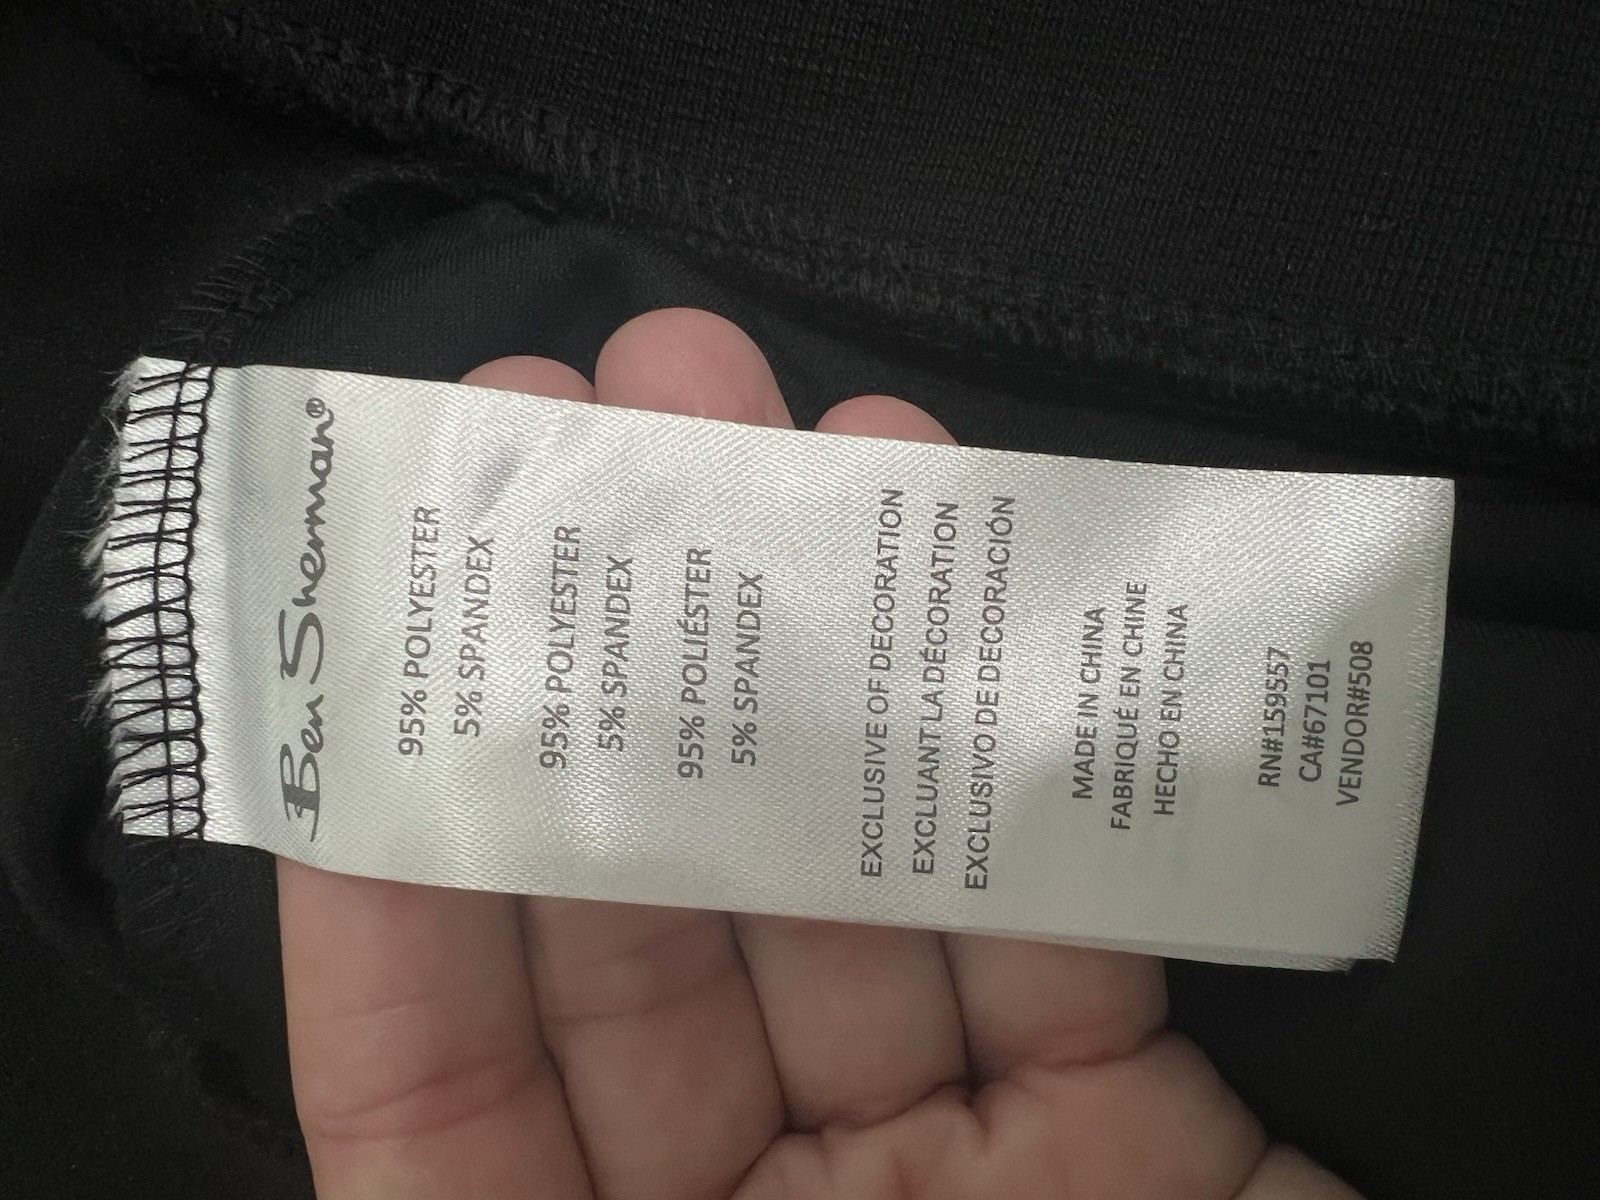 Ben Sherman®
95% POLYESTER
5% SPANDEX
95% POLYESTER
5% SPANDEX
95% POLIÉSTER
5% SPANDEX
EXCLUSIVE OF DECORATION
EXCLUANT LA DÉCORATION
EXCLUSIVO DE DECORACIÓN
MADE IN CHINA
FABRIQUÉ EN CHINE
HECHO EN CHINA
RN#159557
CA#67101
VENDOR#508